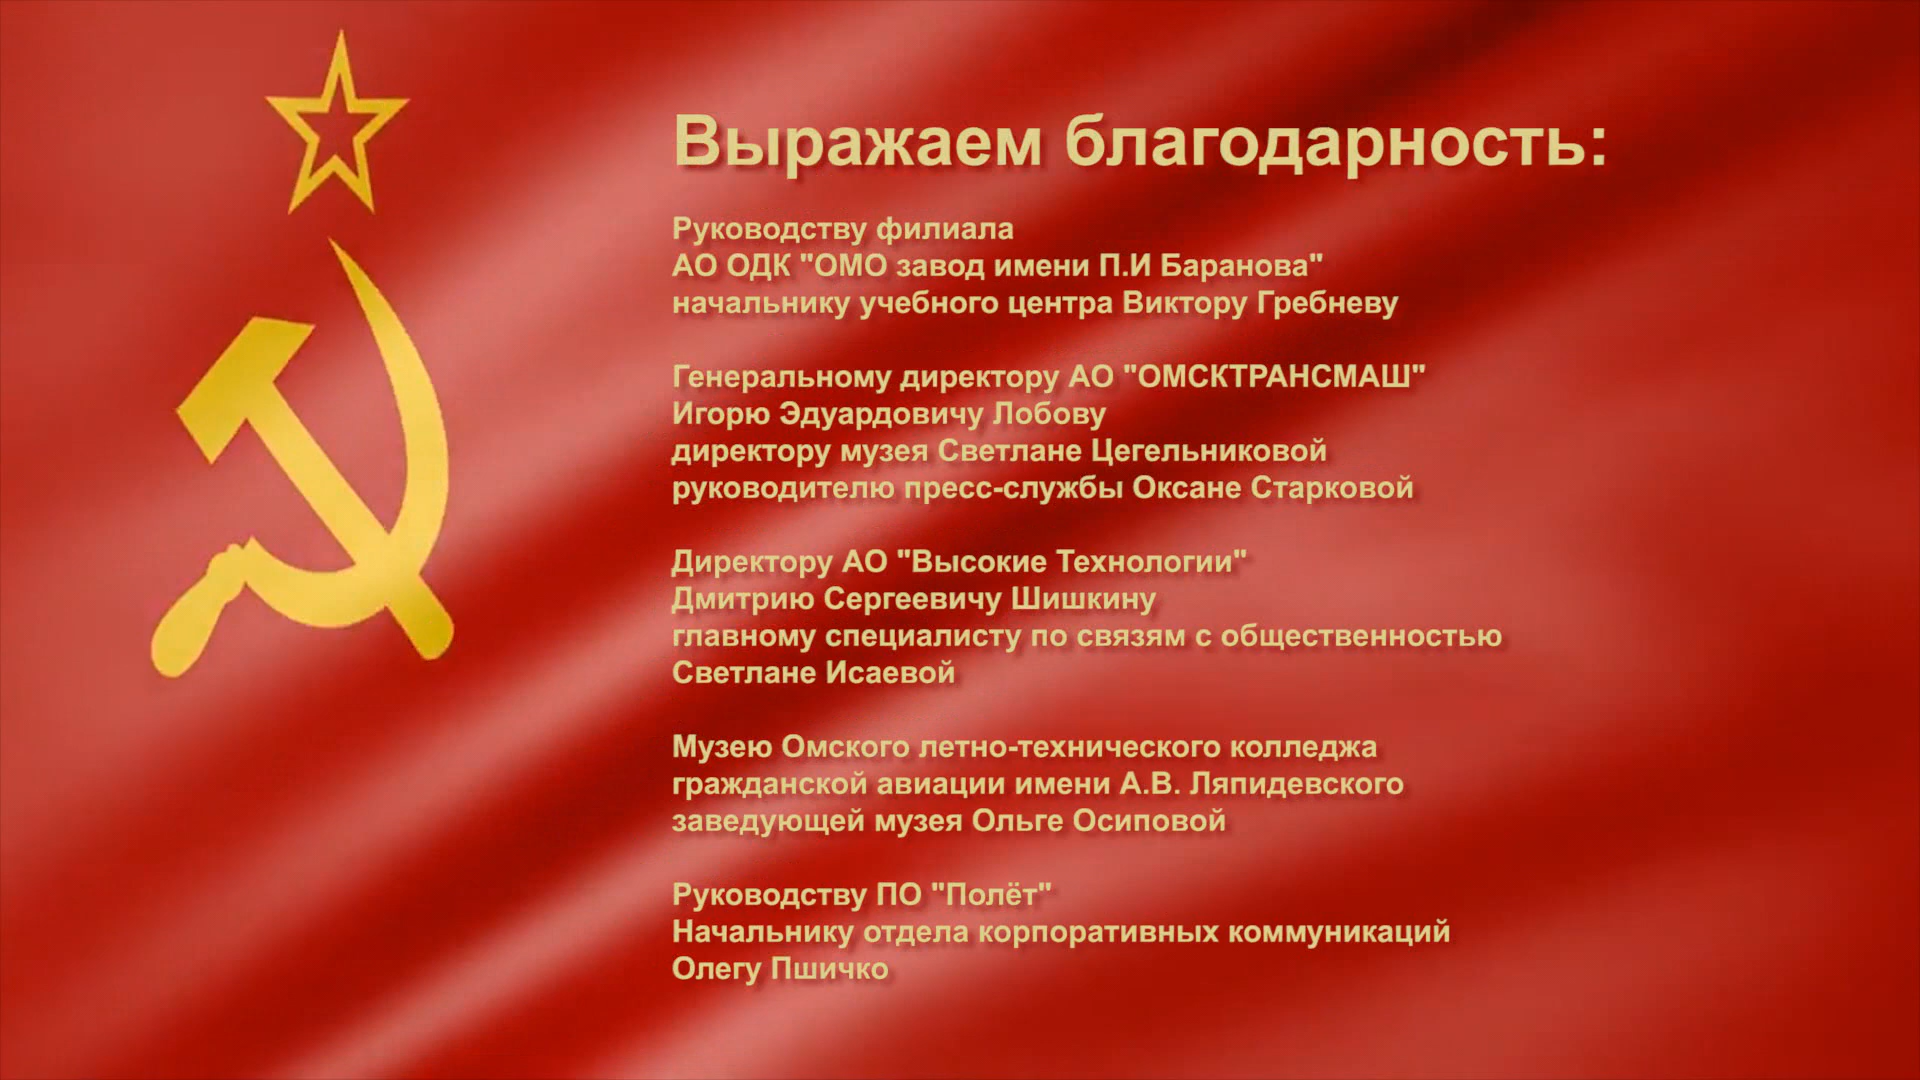 Выражаем благодарность:
Руководству филиала
АО ОДК "ОМО завод имени П.И Баранова"
начальнику учебного центра Виктору Гребневу
Генеральному директору АО "ОМСКТРАНСМАШ"
Игорю Эдуардовичу Лобову
директору музея Светлане Цегельниковой
руководителю пресс-службы Оксане Старковой
Директору АО "Высокие Технологии"
Дмитрию Сергеевичу Шишкину
главному специалисту по связям с общественностью
Светлане Исаевой
Музею Омского летно-технического колледжа
гражданской авиации имени А.В. Ляпидевского
заведующей музея Ольге Осиповой
Руководству ПО "Полёт"
Начальнику отдела корпоративных коммуникаций
Олегу Пшичко